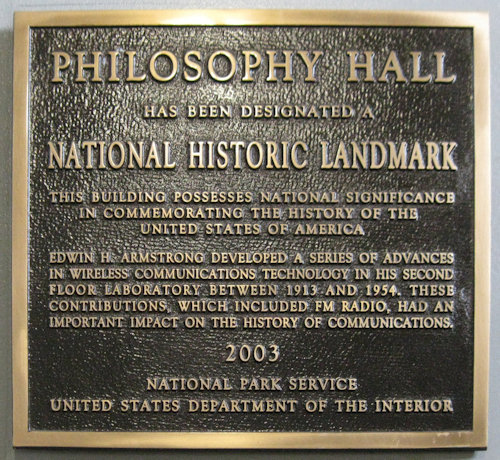 PHILOSOPHY HALL
HAS BEEN DESIGNATED A
NATIONAL HISTORIC LANDMARK
THIS BUILDING POSSESSES NATIONAL SIGNIFICANCE
IN COMMEMORATING THE HISTORY OF THE
UNITED STATES OF AMERICA
EDWIN H. ARMSTRONG DEVELOPED A SERIES OF ADVANCES
IN WIRELESS COMMUNICATIONS TECHNOLOGY IN HIS SECOND
FLOOR LABORATORY BETWEEN 1913 AND 1954. THESE
CONTRIBUTIONS, WHICH INCLUDED FM RADIO, HAD AN
IMPORTANT IMPACT ON THE HISTORY OF COMMUNICATIONS.
2003
NATIONAL PARK SERVICE
UNITED STATES DEPARTMENT OF THE INTERIOR